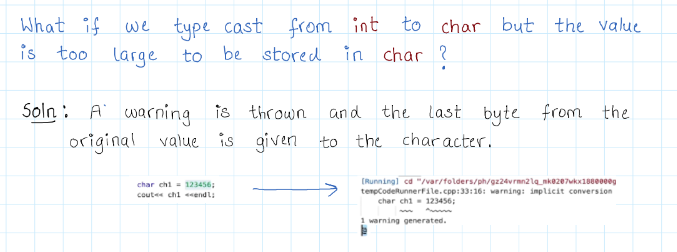 What if we type cast from int to char but the value
is too large to be stored in char ?
Soln : A warning is thrown and the last byte from the
original value is given to the character.
char ch1 = 123456;
cout<< ch1 <<endl;
[Running] cd "/var/folders/ph/gz24vrmn2lq_mk0207wkx1880000g
tempCodeRunnerFile.cpp:33:16: warning: implicit conversion
char ch1 = 123456;
~~~ ^~~~~~
1 warning generated.